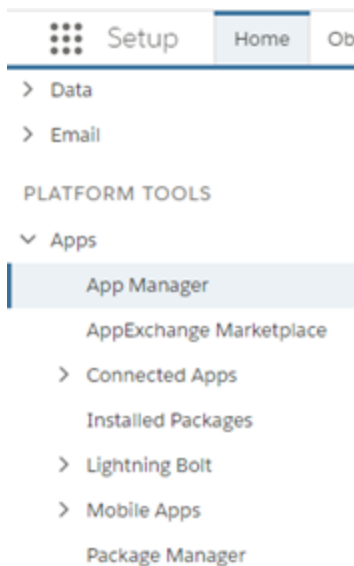 Setup Home Ob
Data
Email
PLATFORM TOOLS
Apps
App Manager
AppExchange Marketplace
Connected Apps
Installed Packages
Lightning Bolt
Mobile Apps
Package Manager